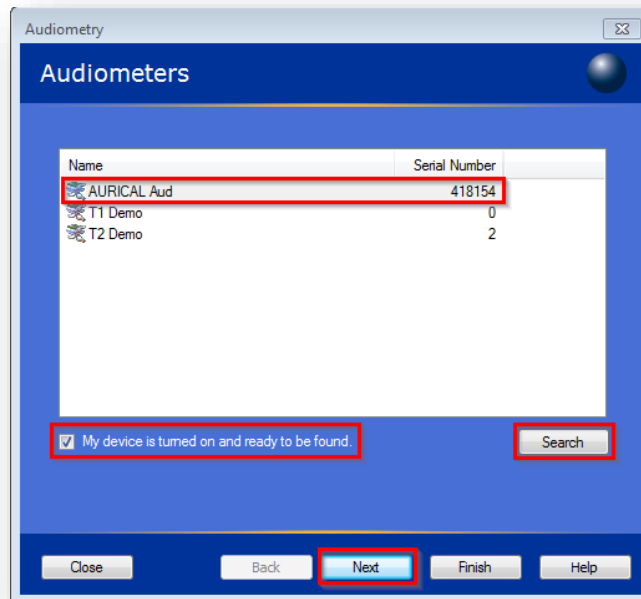 Audiometry
Audiometers
Name Serial Number
AURICAL Aud 418154
T1 Demo 0
T2 Demo 2
My device is turned on and ready to be found.
Search
Close Back Next Finish Help